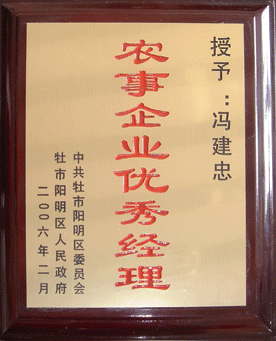 授予：冯建忠
农事企业优秀经理
中共牡市阳明区委员会
牡市阳明区人民政府
二00六年二月